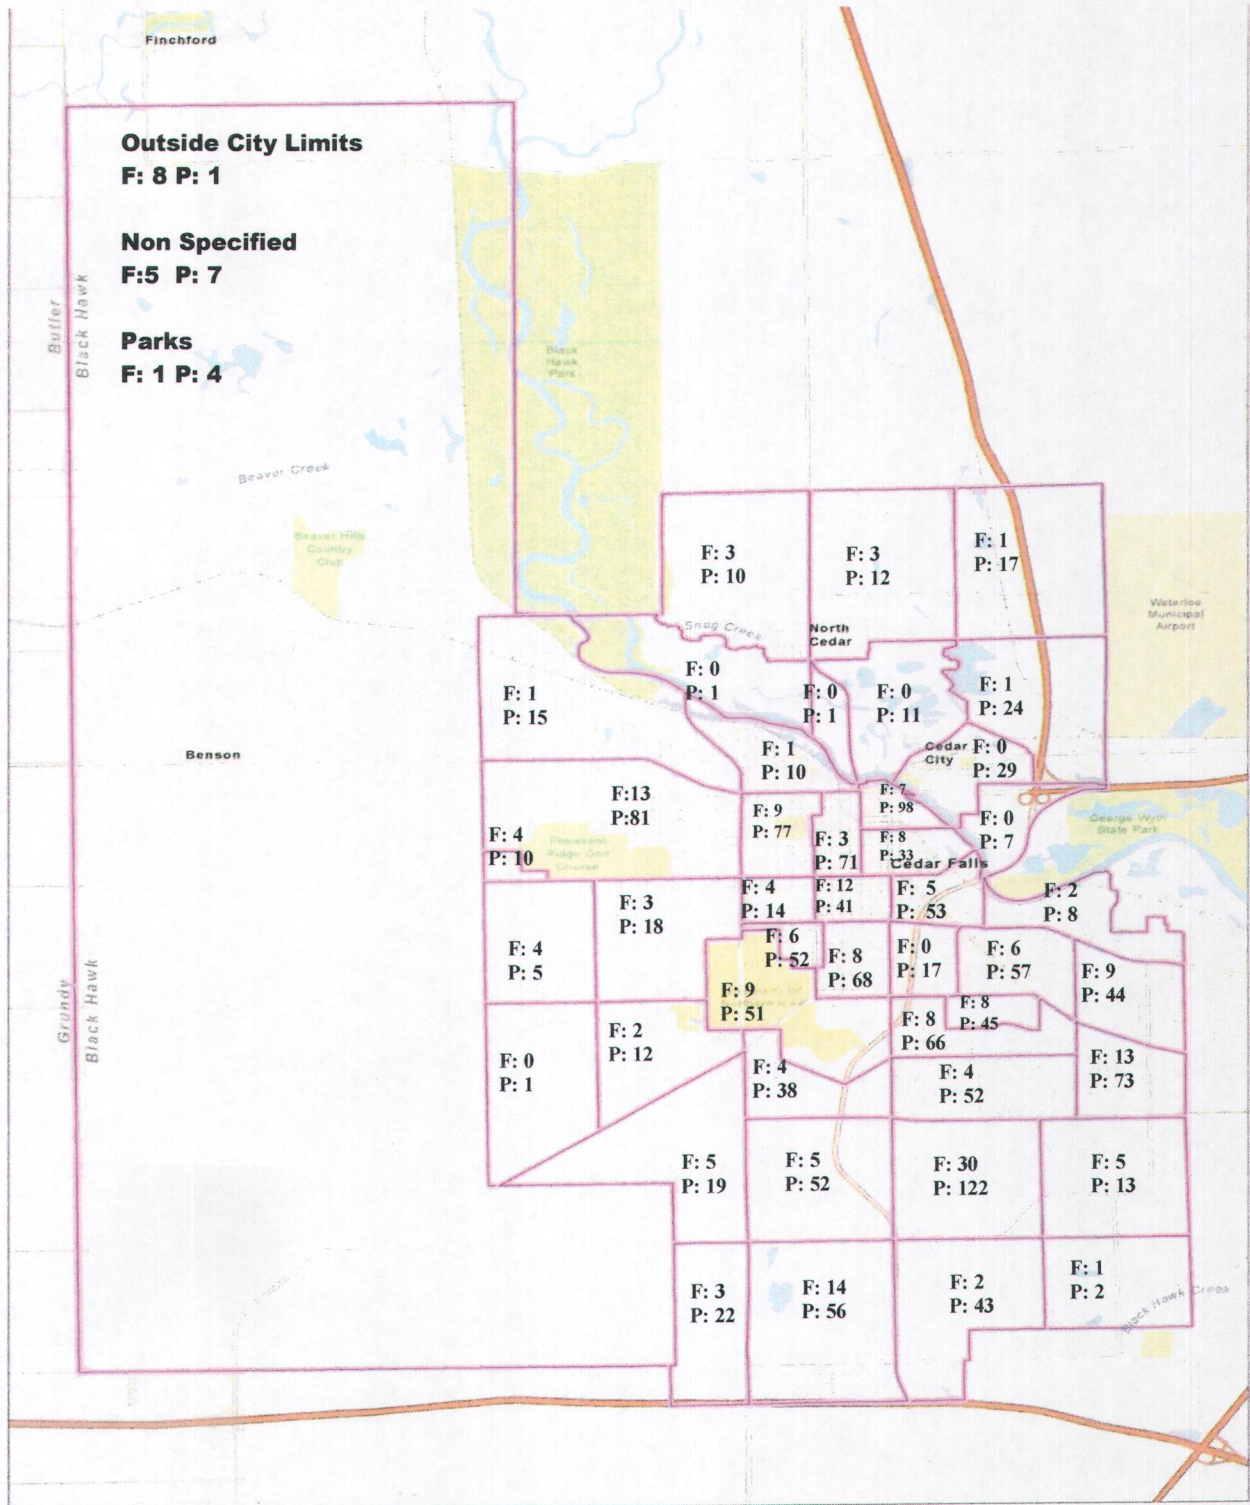 Finchford
Outside City Limits
F: 8 P: 1
Non Specified
F:5 P: 7
Parks
F: 1 P: 4
Butler
Black Hawk
Black
Hawk
Park
Beaver Creek
Beaver Hills
Country
Club
F: 3
P: 10
F: 3
P: 12
F: 1
P: 17
Waterloo
Municipal
Airport
Snag Creek
North
Cedar
F: 1
P: 15
F: 0
P: 1
F: 0
P: 1
F: 0
P: 11
F: 1
P: 24
Benson
F: 1
P: 10
Cedar
City
F: 0
P: 29
F:13
P:81
F: 9
P: 77
F: 7
P: 98
F: 0
P: 7
George Wyth
State Park
F: 4
P: 10
Pheasant
Ridge Golf
Course
F: 3
P: 71
F: 8
P: 33
Cedar Falls
F: 3
P: 18
F: 4
P: 14
F: 12
P: 41
F: 5
P: 53
F: 2
P: 8
F: 4
P: 5
F: 6
P: 52
F: 8
P: 68
F: 0
P: 17
F: 6
P: 57
F: 9
P: 44
Grundy
Black Hawk
F: 9
P: 51
F: 8
P: 66
F: 8
P: 45
F: 0
P: 1
F: 2
P: 12
F: 4
P: 38
F: 4
P: 52
F: 13
P: 73
F: 5
P: 19
F: 5
P: 52
F: 30
P: 122
F: 5
P: 13
F: 3
P: 22
F: 14
P: 56
F: 2
P: 43
F: 1
P: 2
Black Hawk Creek